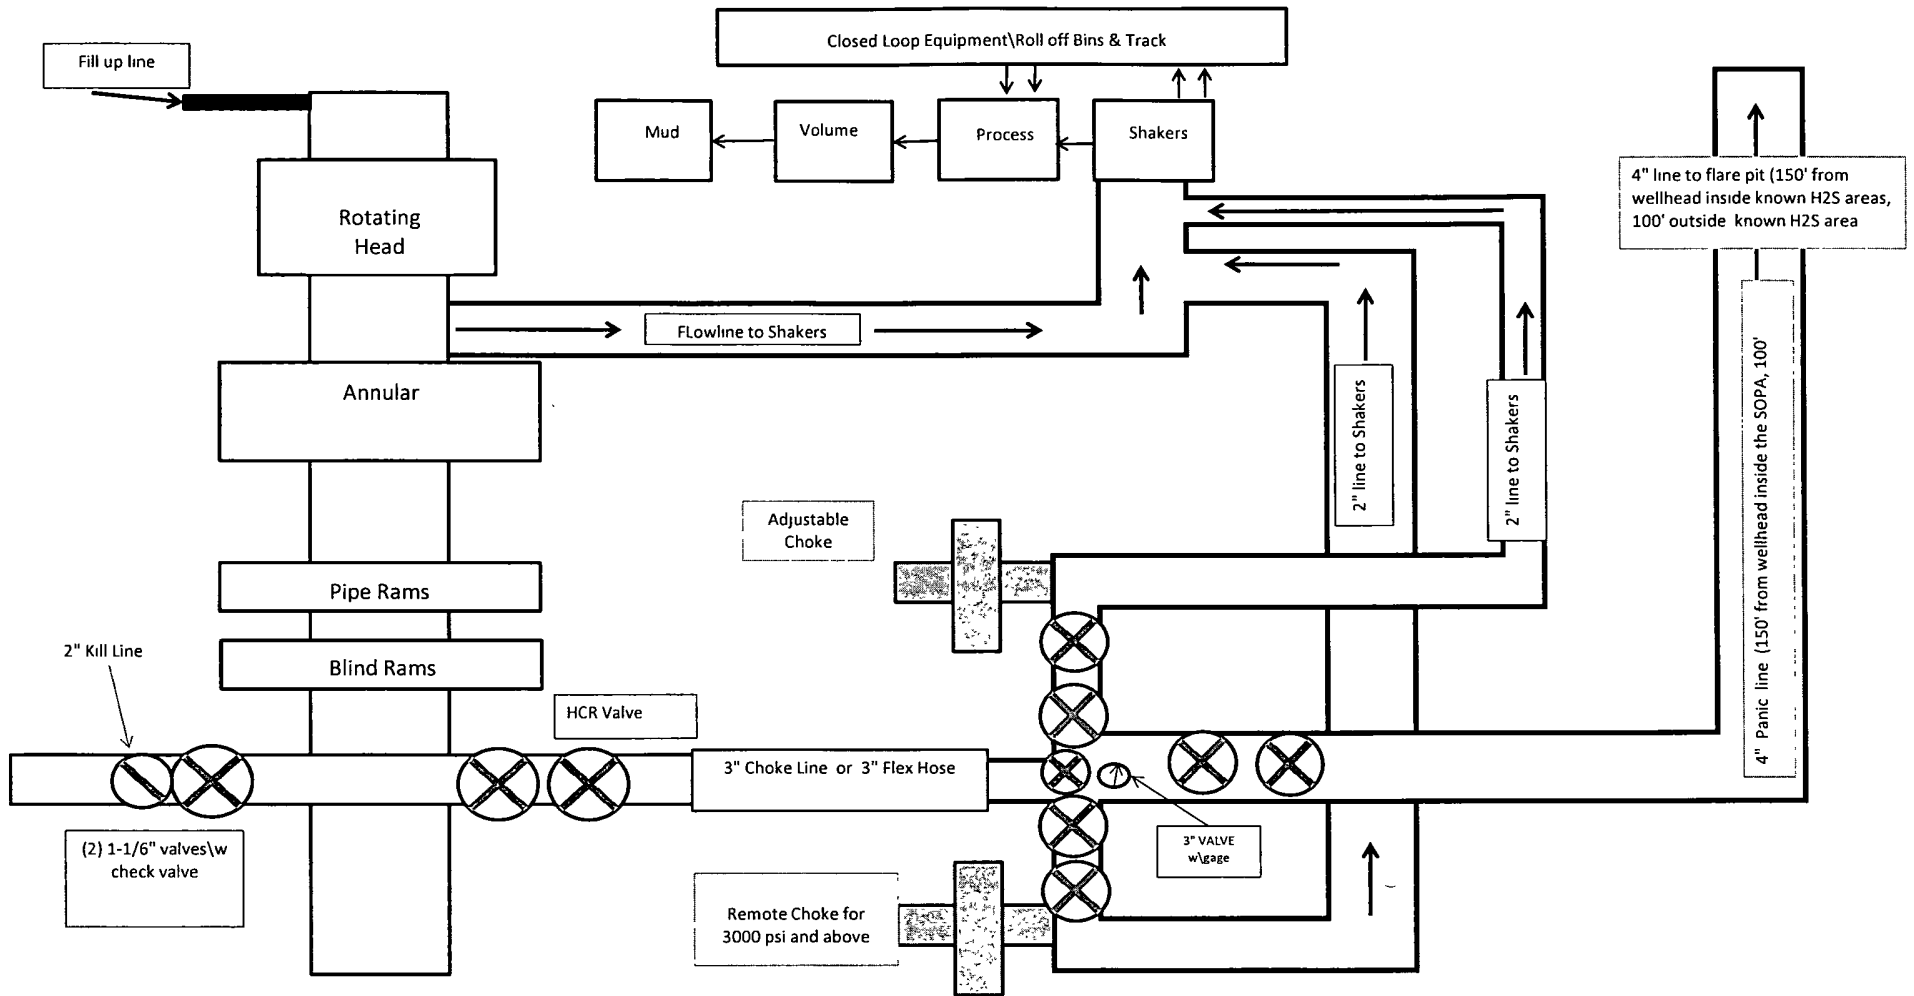 Closed Loop Equipment\Roll off Bins & Track
Fill up line
Mud
Volume
Process
Shakers
4" line to flare pit (150' from
wellhead inside known H2S areas,
100' outside known H2S area
Rotating
Head
FLowline to Shakers
Annular
2" line to Shakers
2" line to Shakers
4" Panic line (150' from wellhead inside the SOPA, 100'
Adjustable
Choke
Pipe Rams
Blind Rams
2" Kill Line
HCR Valve
3" Choke Line or 3" Flex Hose
(2) 1-1/6" valves\w
check valve
3" VALVE
w\gage
Remote Choke for
3000 psi and above